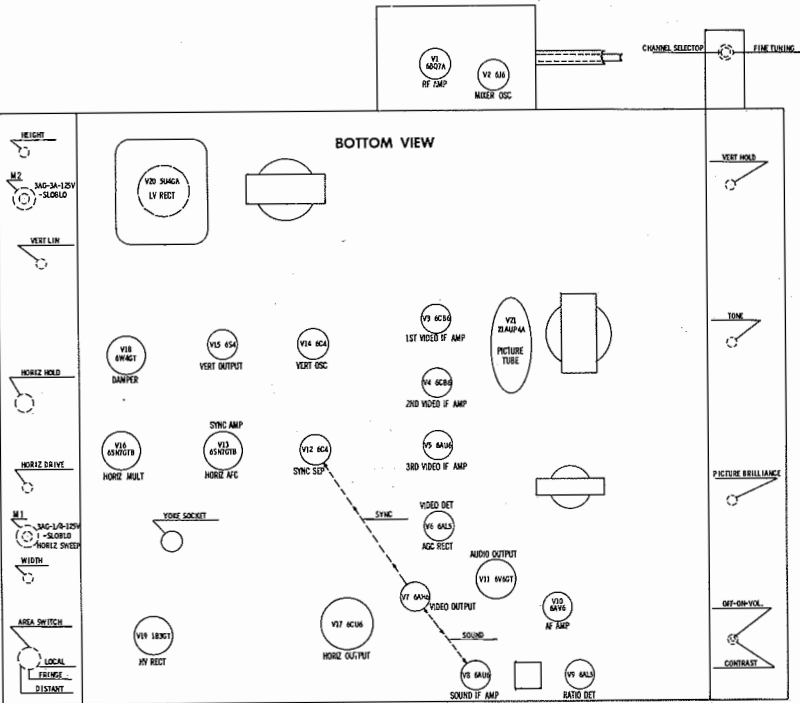 V1
6BQ7A
RF AMP
V2 6J6
MIXER OSC
CHANNEL SELECTOR
FINE TUNING
BOTTOM VIEW
HEIGHT
M2
3AG-3A-125V
-SLOBLO
VERT LIN
HORIZ HOLD
HORIZ DRIVE
M1
3AG-1/4-125V
-SLOBLO
HORIZ SWEEP
WIDTH
AREA SWITCH
LOCAL
FRINGE
DISTANT
V20 5U4GA
LV RECT
V18
6W4GT
DAMPER
V15 6S4
VERT OUTPUT
V14 6C4
VERT OSC
V3 6CB6
1ST VIDEO IF AMP
V21
21AUP4A
PICTURE
TUBE
V4 6CB6
2ND VIDEO IF AMP
V16
6SN7GTB
HORIZ MULT
SYNC AMP
V13
6SN7GTB
HORIZ AFC
V12 6C4
SYNC SEP
V5 6AU6
3RD VIDEO IF AMP
YOKE SOCKET
SYNC
VIDEO DET
V6 6AL5
AGC RECT
AUDIO OUTPUT
V11 6V6GT
V7 6AH6
VIDEO OUTPUT
V10
6AV6
AF AMP
V19 1B3GT
HV RECT
V17 6CU6
HORIZ OUTPUT
SOUND
V8 6AU6
SOUND IF AMP
V9 6AL5
RATIO DET
VERT HOLD
TONE
PICTURE BRILLIANCE
OFF-ON-VOL.
CONTRAST